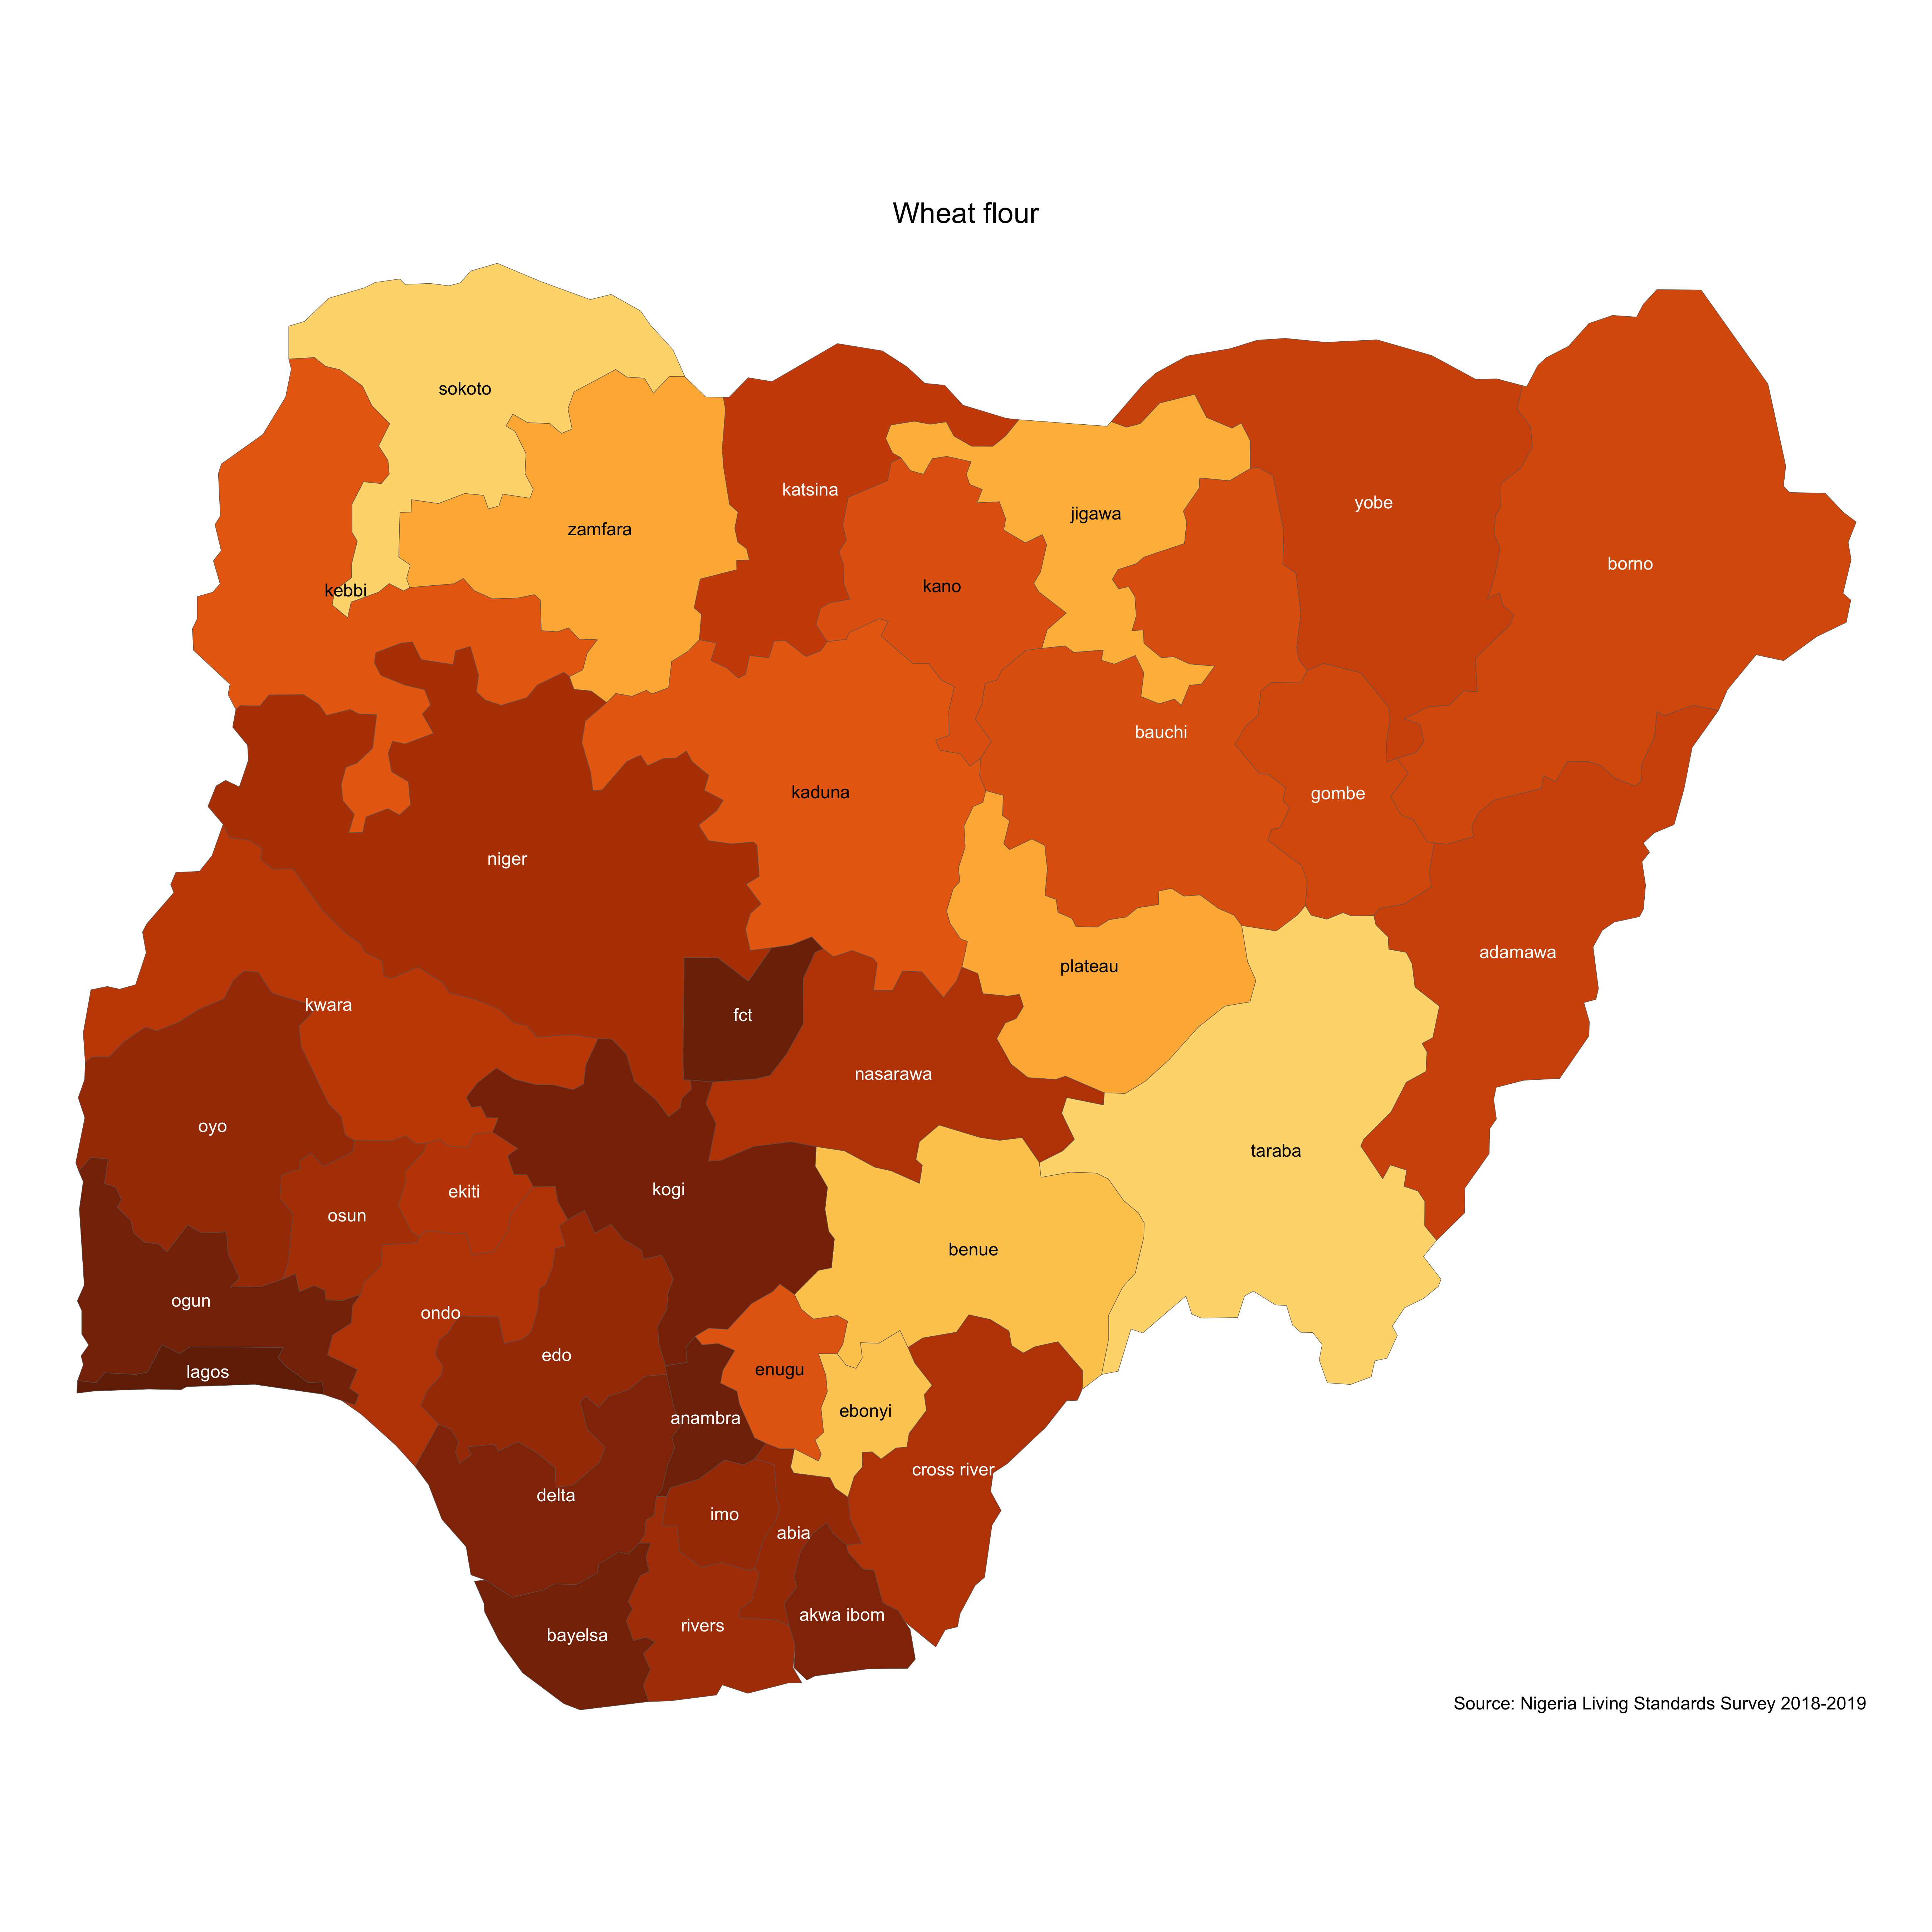 Wheat flour
sokoto
katsina
yobe
jigawa
zamfara
borno
kebbi
kano
bauchi
kaduna
gombe
niger
adamawa
plateau
kwara
fct
nasarawa
oyo
taraba
kogi
ekiti
osun
benue
ogun
ondo
edo
lagos
enugu
ebonyi
anambra
cross river
delta
imo
abia
akwa ibom
rivers
bayelsa
Source: Nigeria Living Standards Survey 2018-2019